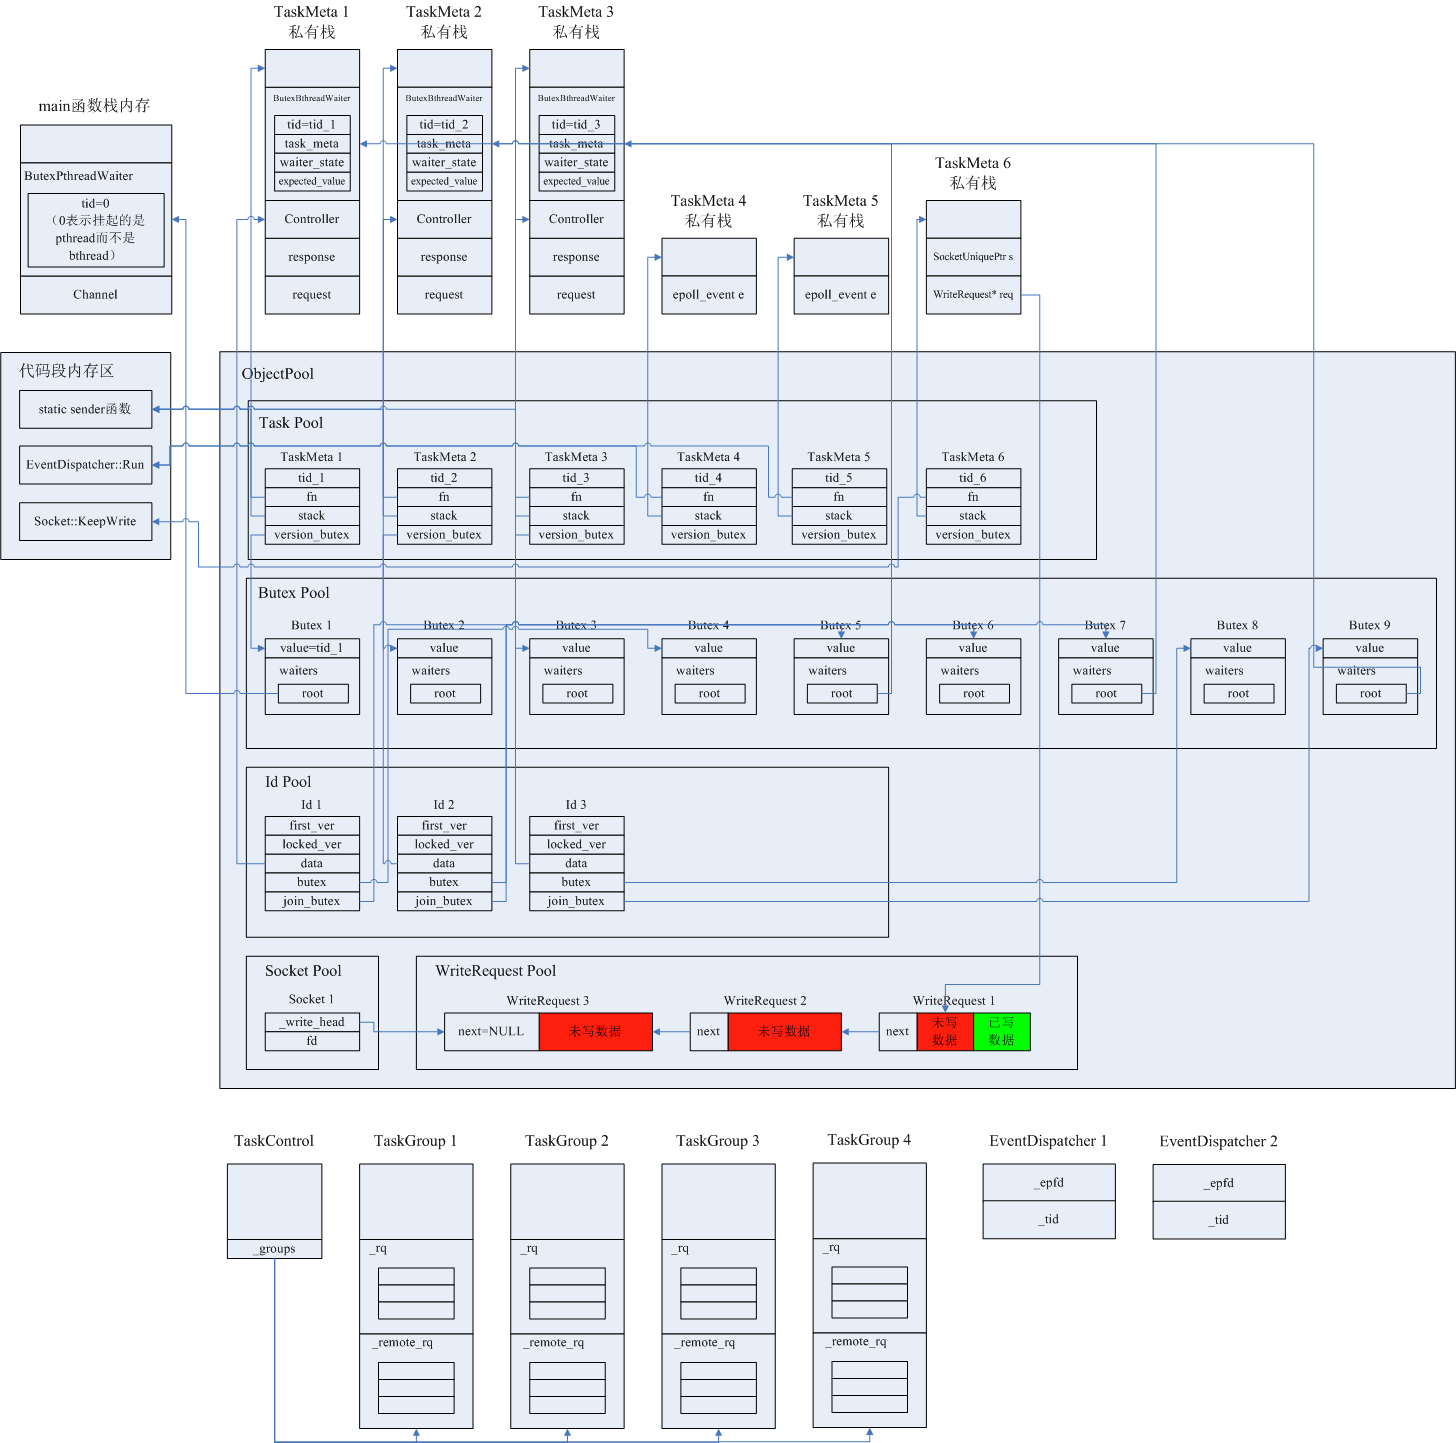 TaskMeta 1
私有栈
TaskMeta 2
私有栈
TaskMeta 3
私有栈
main函数栈内存
ButexPthreadWaiter
tid=0
（0表示挂起的是
pthread而不是
bthread）
Channel
ButexBthreadWaiter
tid=tid_1
task_meta
waiter_state
expected_value
Controller
response
request
ButexBthreadWaiter
tid=tid_2
task_meta
waiter_state
expected_value
Controller
response
request
ButexBthreadWaiter
tid=tid_3
task_meta
waiter_state
expected_value
Controller
response
request
TaskMeta 4
私有栈
epoll_event e
TaskMeta 5
私有栈
epoll_event e
TaskMeta 6
私有栈
SocketUniquePtr s
WriteRequest* req
代码段内存区
static sender函数
EventDispatcher::Run
Socket::KeepWrite
ObjectPool
Task Pool
TaskMeta 1
tid_1
fn
stack
version_butex
TaskMeta 2
tid_2
fn
stack
version_butex
TaskMeta 3
tid_3
fn
stack
version_butex
TaskMeta 4
tid_4
fn
stack
version_butex
TaskMeta 5
tid_5
fn
stack
version_butex
TaskMeta 6
tid_6
fn
stack
version_butex
Butex Pool
Butex 1
value=tid_1
waiters
root
Butex 2
value
waiters
root
Butex 3
value
waiters
root
Butex 4
value
waiters
root
Butex 5
value
waiters
root
Butex 6
value
waiters
root
Butex 7
value
waiters
root
Butex 8
value
waiters
root
Butex 9
value
waiters
root
Id Pool
Id 1
first_ver
locked_ver
data
butex
join_butex
Id 2
first_ver
locked_ver
data
butex
join_butex
Id 3
first_ver
locked_ver
data
butex
join_butex
Socket Pool
Socket 1
_write_head
fd
WriteRequest Pool
WriteRequest 3
next=NULL
未写数据
WriteRequest 2
next
未写数据
WriteRequest 1
next
未写
数据
已写
数据
TaskControl
_groups
TaskGroup 1
_rq
_remote_rq
TaskGroup 2
_rq
_remote_rq
TaskGroup 3
_rq
_remote_rq
TaskGroup 4
_rq
_remote_rq
EventDispatcher 1
_epfd
_tid
EventDispatcher 2
_epfd
_tid